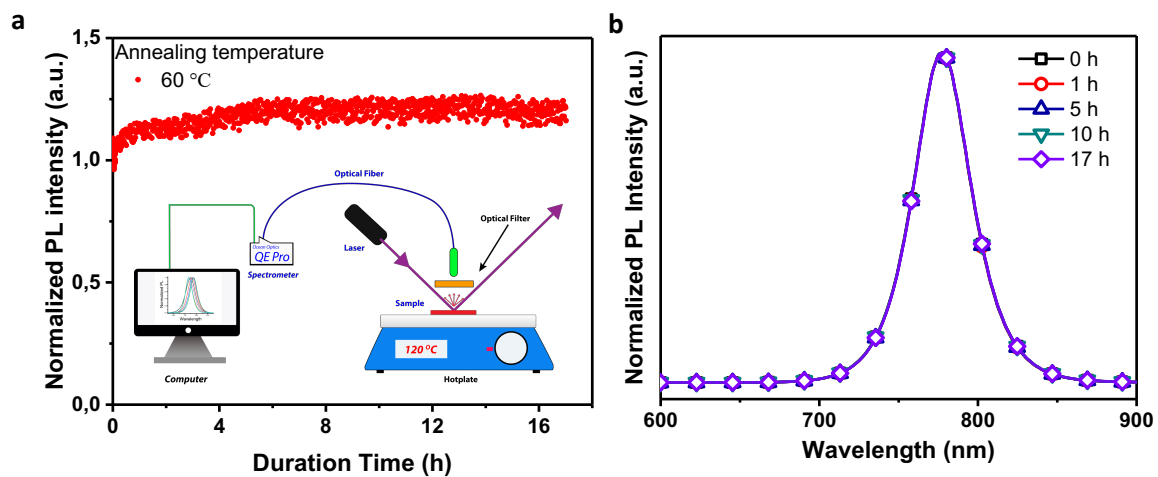 a
Normalized PL intensity (a.u.)
1,5
1,0
0,5
0,0
Annealing temperature
60 °C
Optical Fiber
Optical Filter
Laser
Ocean Optics
QE Pro
Spectrometer
Normalized PL
Wavelength
Sample
120 °C
Computer
Hotplate
0 4 8 12 16
Duration Time (h)
b
Normalized PL Intensity (a.u.)
0 h
1 h
5 h
10 h
17 h
600 700 800 900
Wavelength (nm)